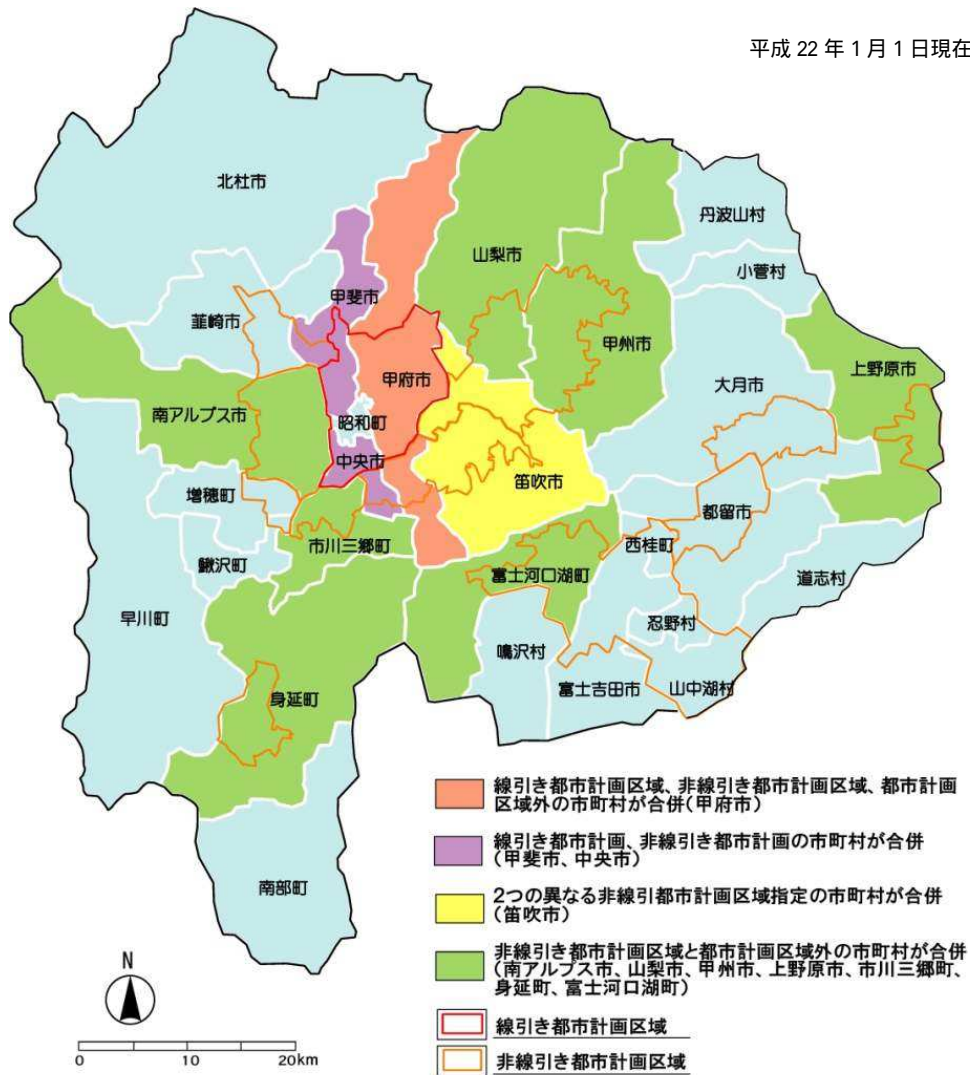 平成 22 年 1 月 1 日現在
北杜市
丹波山村
山梨市
小菅村
甲斐市
韮崎市
甲州市
上野原市
甲府市
大月市
南アルプス市
昭和町
中央市
笛吹市
増穂町
都留市
市川三郷町
西桂町
鰍沢町
富士河口湖町
道志村
早川町
忍野村
鳴沢村
富士吉田市
山中湖村
身延町
南部町
線引き都市計画区域、非線引き都市計画区域、都市計画
区域外の市町村が合併(甲府市)
線引き都市計画、非線引き都市計画の市町村が合併
(甲斐市、中央市)
2つの異なる非線引都市計画区域指定の市町村が合併
(笛吹市)
非線引き都市計画区域と都市計画区域外の市町村が合併
(南アルプス市、山梨市、甲州市、上野原市、市川三郷町、
身延町、富士河口湖町)
線引き都市計画区域
非線引き都市計画区域
N
0 10 20km